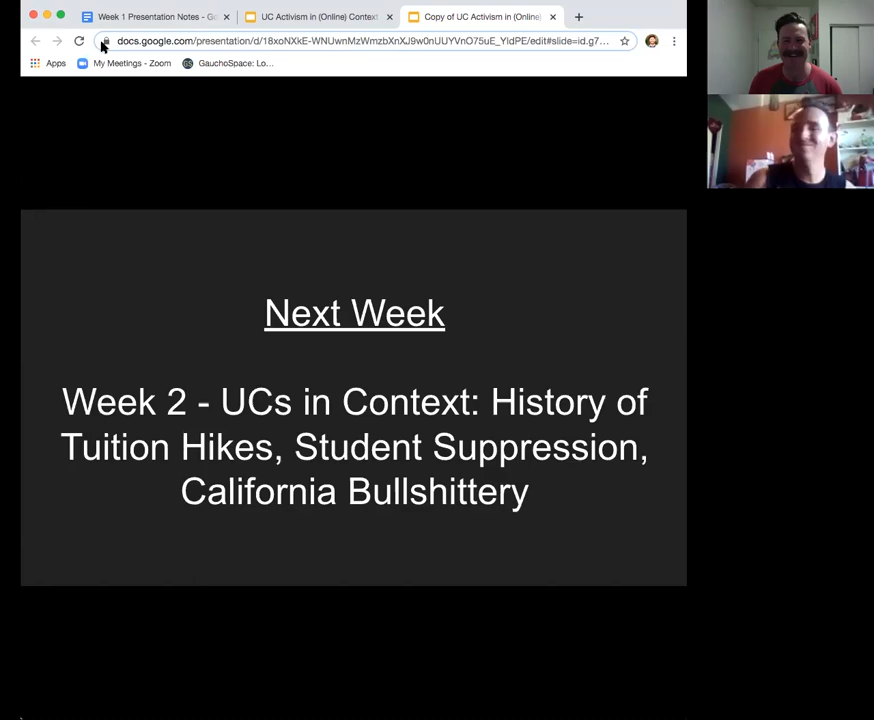 Week 1 Presentation Notes - Go
UC Activism in (Online) Context
Copy of UC Activism in (Online)
docs.google.com/presentation/d/18xoNXkE-WNUwnMzWmzbXnXJ9w0nUUYVnO75uE_YldPE/edit#slide=id.g7...
Apps
My Meetings - Zoom
GS
GauchoSpace: Lo...
Next Week
Week 2 - UCs in Context: History of
Tuition Hikes, Student Suppression,
California Bullshittery